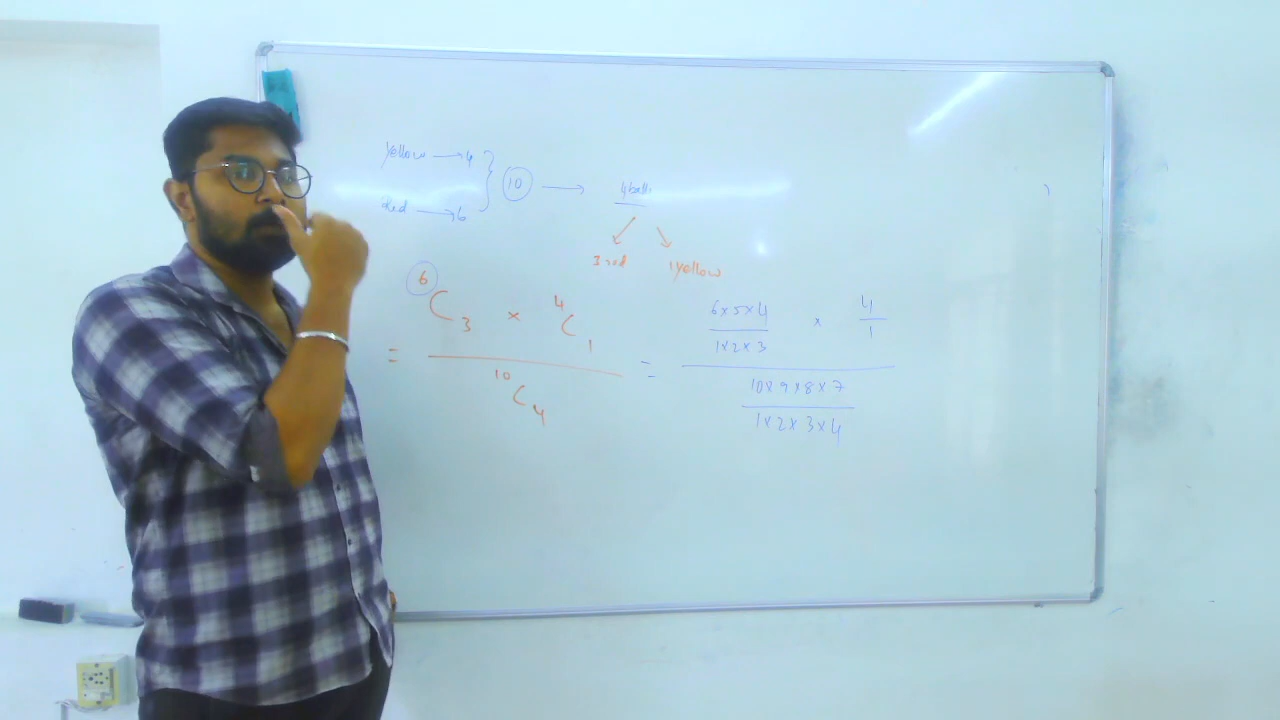 yellow → 4
Red → 6
} 10 → 4 balls
3 red 1 yellow
= ⁶C₃ × ⁴C₁ / ¹⁰C₄ = (6×5×4 / 1×2×3 × 4/1) / (10×9×8×7 / 1×2×3×4)